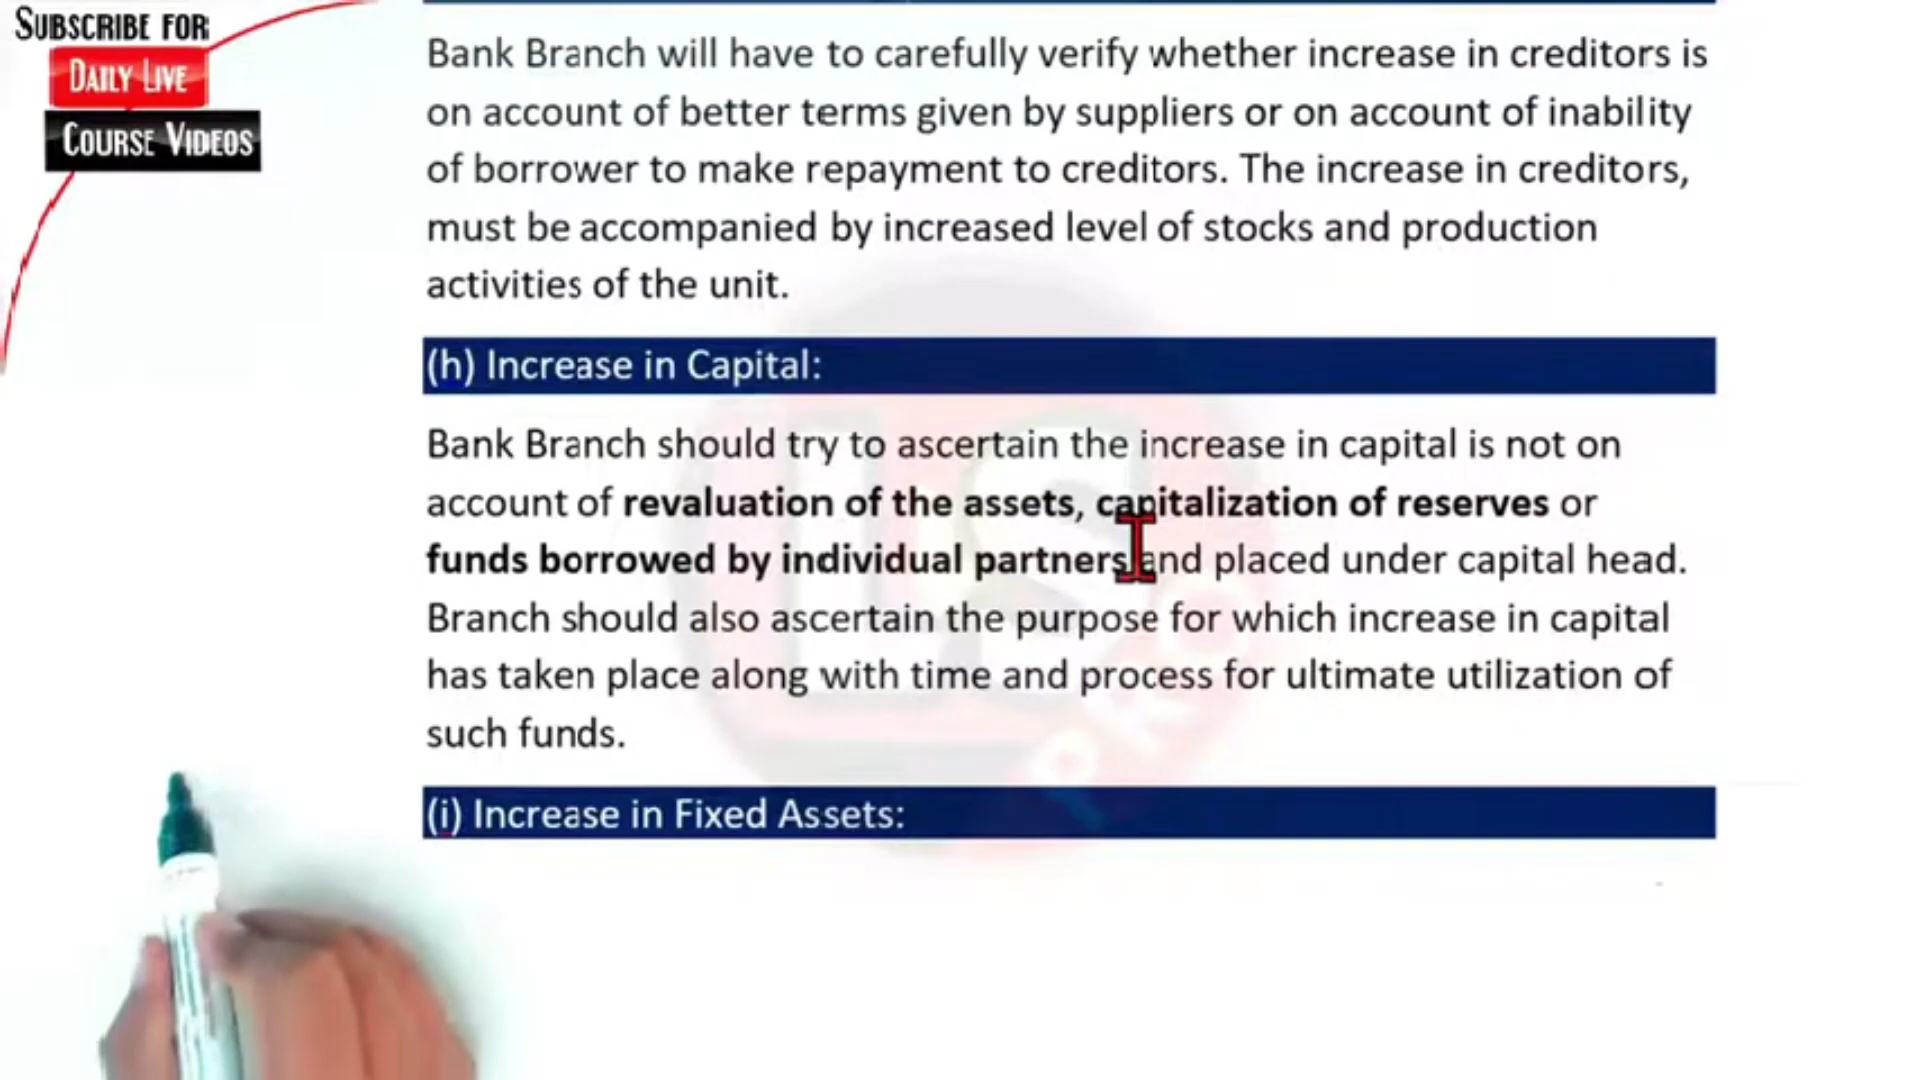 SUBSCRIBE FOR
DAILY LIVE
COURSE VIDEOS
Bank Branch will have to carefully verify whether increase in creditors is
on account of better terms given by suppliers or on account of inability
of borrower to make repayment to creditors. The increase in creditors,
must be accompanied by increased level of stocks and production
activities of the unit.
(h) Increase in Capital:
Bank Branch should try to ascertain the increase in capital is not on
account of revaluation of the assets, capitalization of reserves or
funds borrowed by individual partners and placed under capital head.
Branch should also ascertain the purpose for which increase in capital
has taken place along with time and process for ultimate utilization of
such funds.
(i) Increase in Fixed Assets: